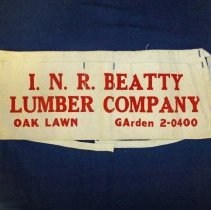 I. N. R. BEATTY
LUMBER COMPANY
OAK LAWN GArden 2-0400